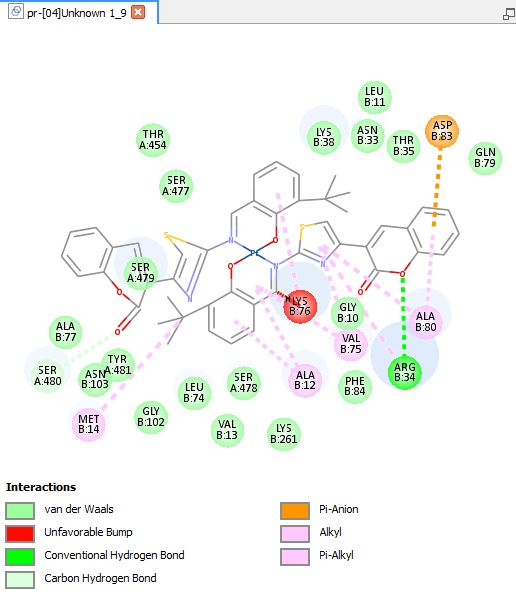 pr-[04]Unknown 1_9
LEU
B:11
THR
A:454
LYS
B:38
ASN
B:33
THR
B:35
ASP
B:83
GLN
B:79
SER
A:477
S
N
O
S
Pt
O
N
N
O
O
SER
A:479
N
O
O
LYS
B:76
GLY
B:10
VAL
B:75
ALA
B:80
ALA
B:77
SER
A:480
ASN
B:103
TYR
A:481
ARG
B:34
MET
B:14
GLY
B:102
LEU
B:74
SER
A:478
ALA
B:12
PHE
B:84
VAL
B:13
LYS
B:261
Interactions
van der Waals
Unfavorable Bump
Conventional Hydrogen Bond
Carbon Hydrogen Bond
Pi-Anion
Alkyl
Pi-Alkyl